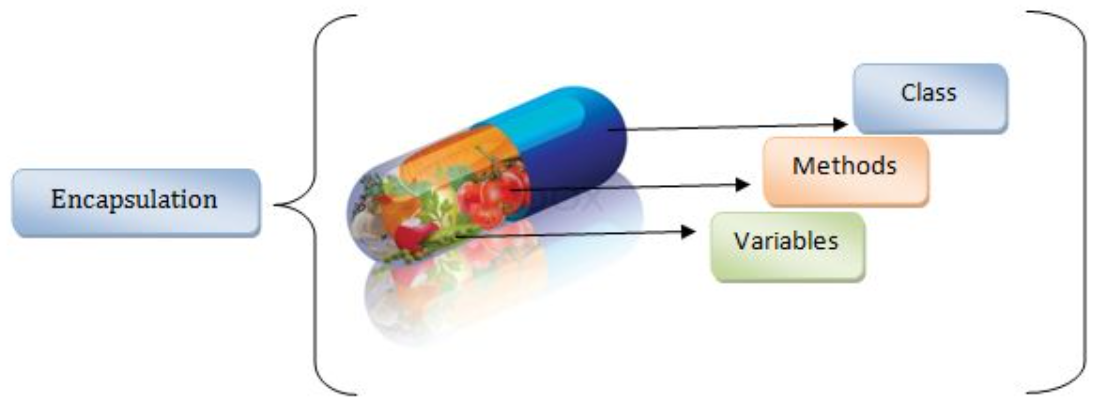 Class
Methods
Encapsulation
Variables